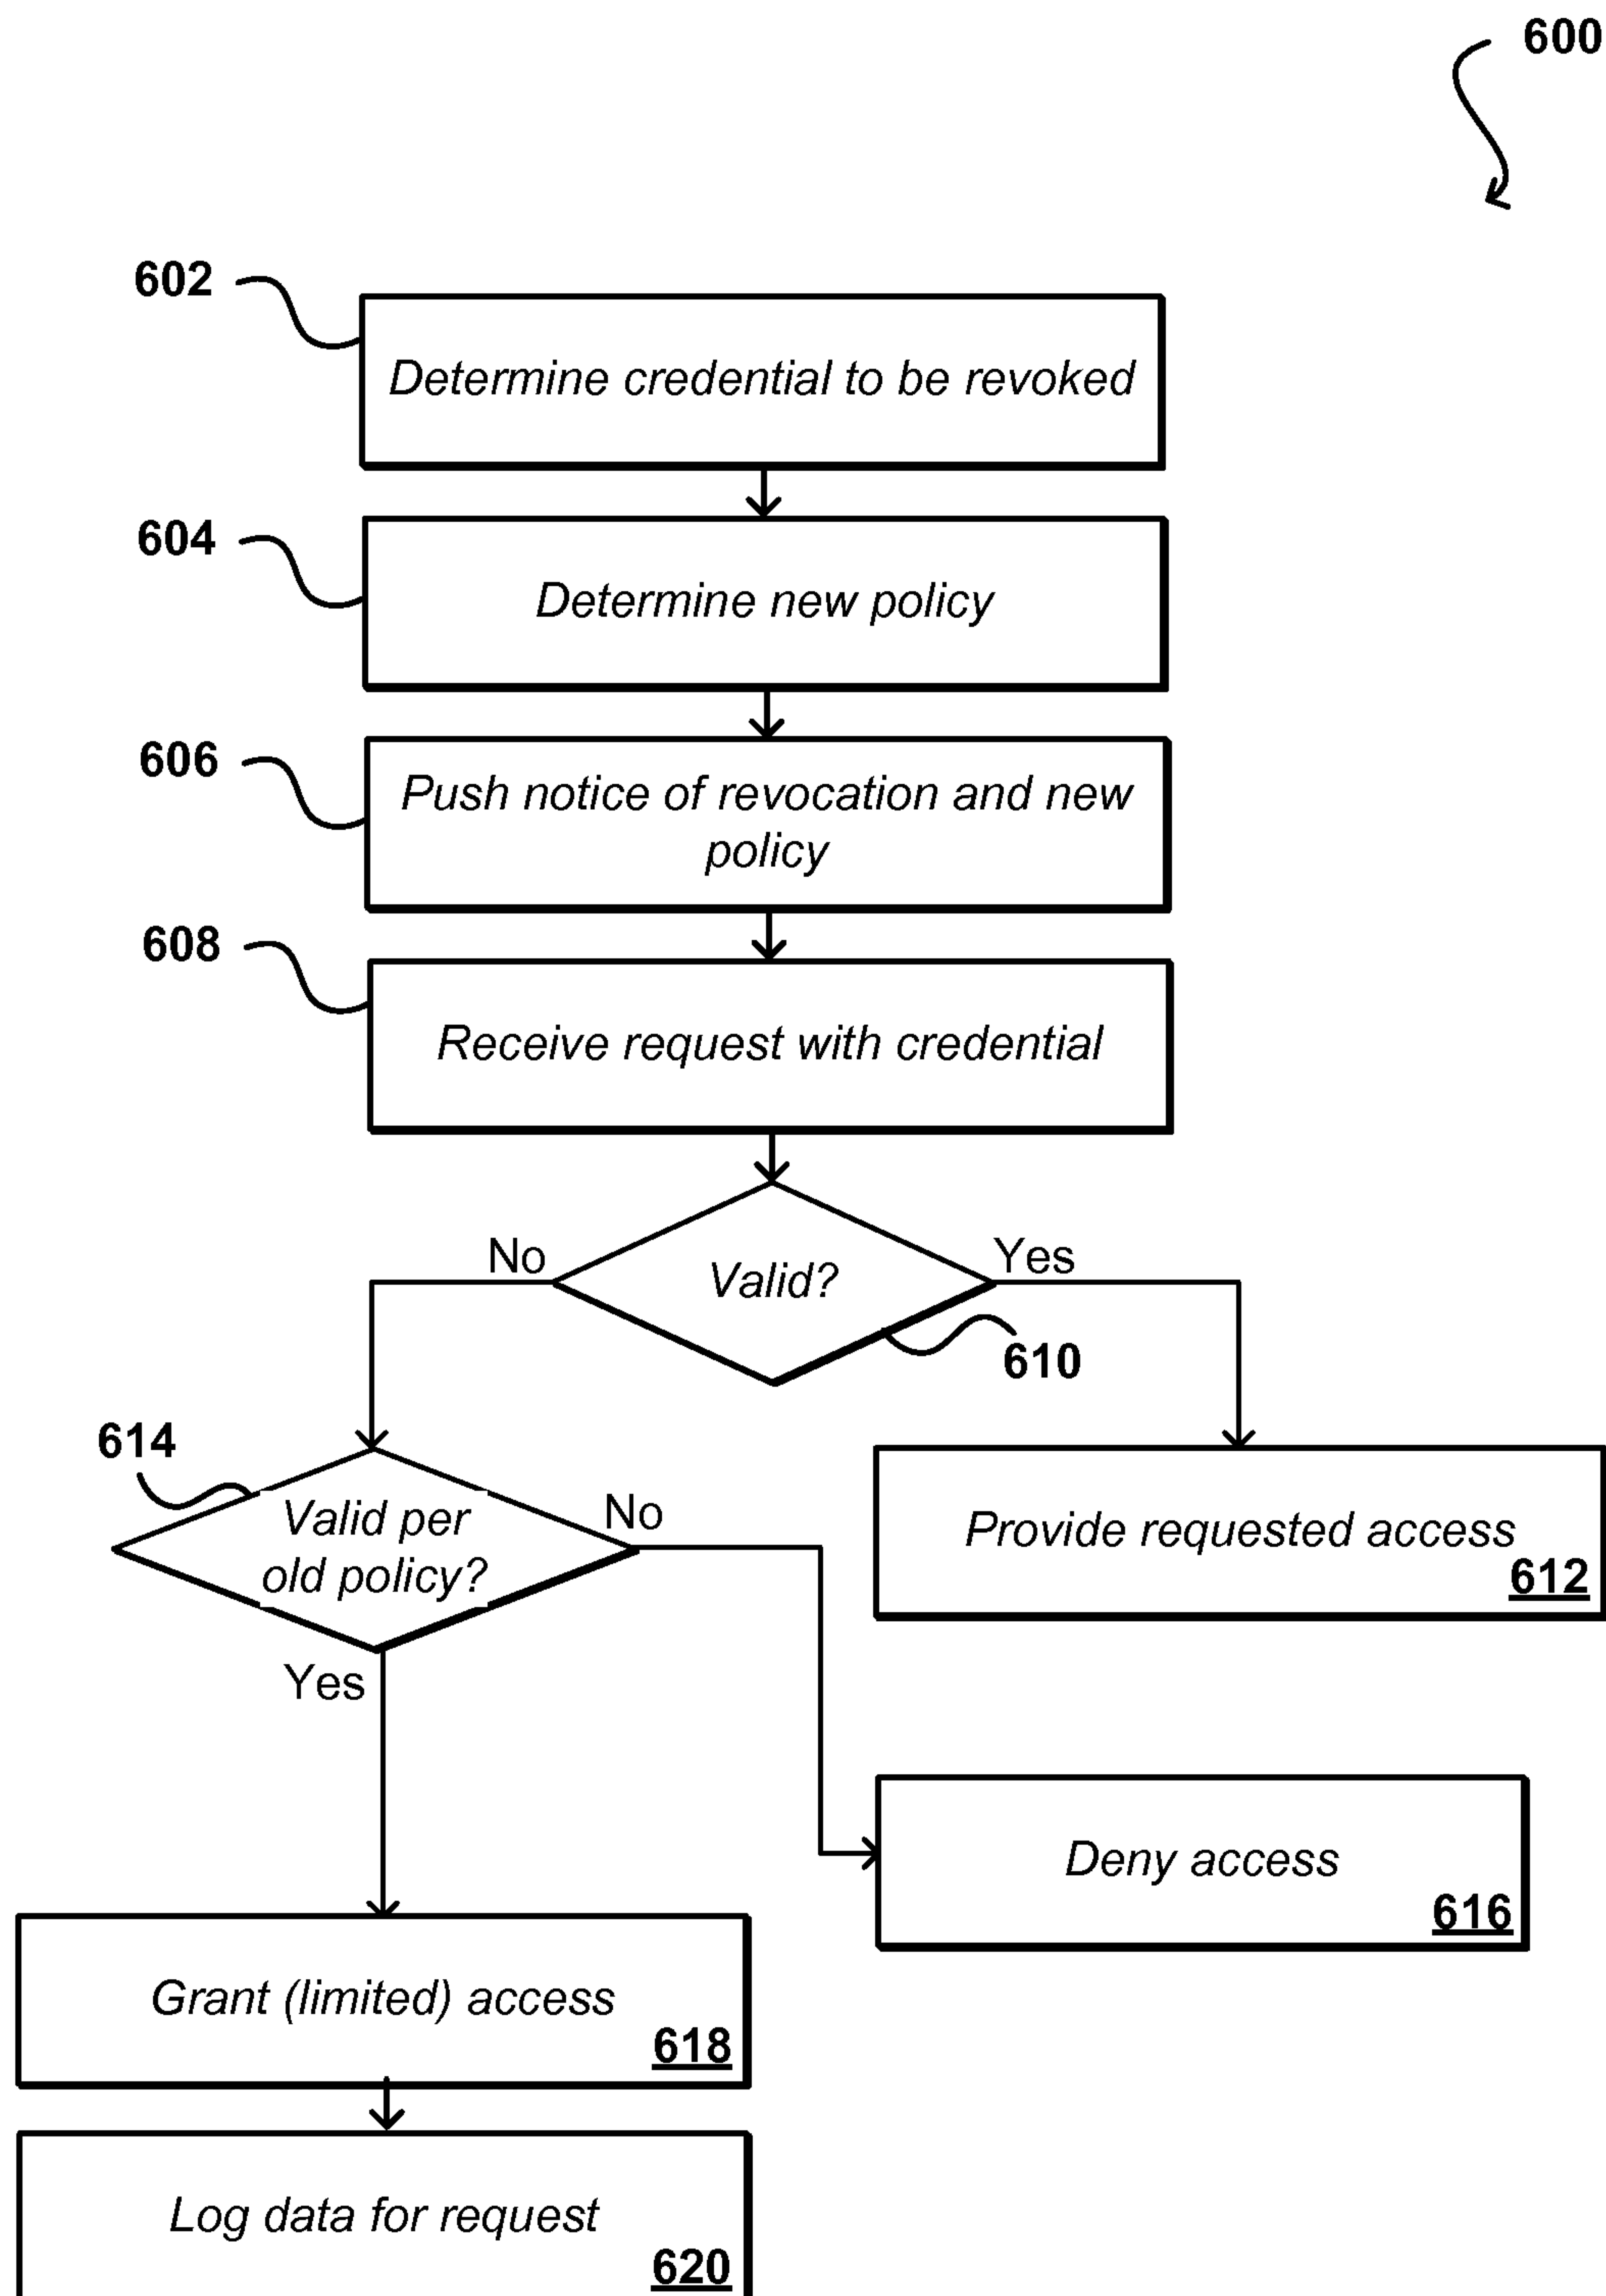 600
602
Determine credential to be revoked
604
Determine new policy
606
Push notice of revocation and new
policy
608
Receive request with credential
No
Valid?
Yes
610
614
Valid per
old policy?
No
Provide requested access
612
Yes
Deny access
616
Grant (limited) access
618
Log data for request
620